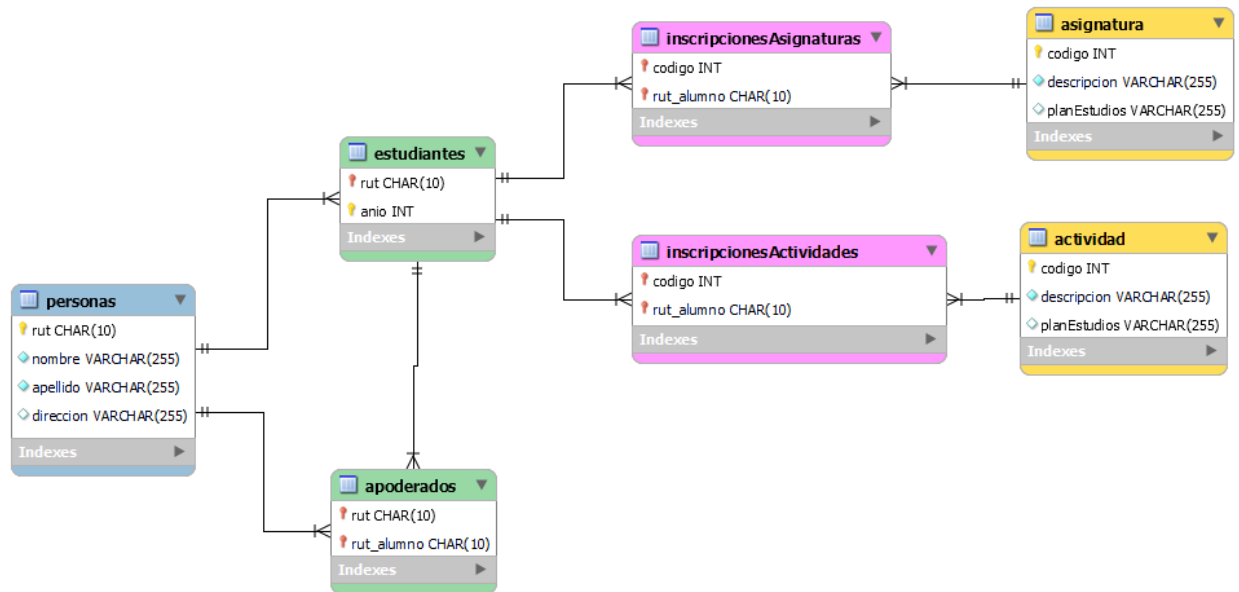 personas
rut CHAR(10)
nombre VARCHAR(255)
apellido VARCHAR(255)
direccion VARCHAR(255)
Indexes
estudiantes
rut CHAR(10)
anio INT
Indexes
apoderados
rut CHAR(10)
rut_alumno CHAR(10)
Indexes
inscripcionesAsignaturas
codigo INT
rut_alumno CHAR(10)
Indexes
inscripcionesActividades
codigo INT
rut_alumno CHAR(10)
Indexes
asignatura
codigo INT
descripcion VARCHAR(255)
planEstudios VARCHAR(255)
Indexes
actividad
codigo INT
descripcion VARCHAR(255)
planEstudios VARCHAR(255)
Indexes